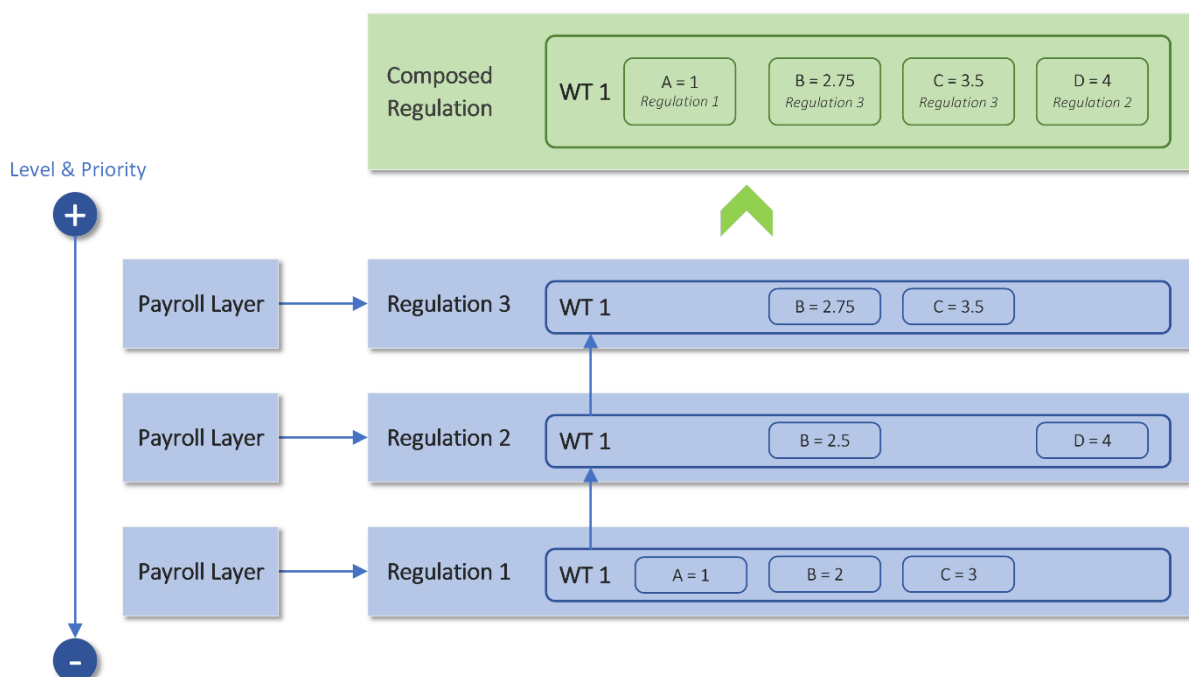 Composed
Regulation
WT 1
A = 1
Regulation 1
B = 2.75
Regulation 3
C = 3.5
Regulation 3
D = 4
Regulation 2
Level & Priority
+
Payroll Layer
Regulation 3
WT 1
B = 2.75
C = 3.5
Payroll Layer
Regulation 2
WT 1
B = 2.5
D = 4
Payroll Layer
Regulation 1
WT 1
A = 1
B = 2
C = 3
-